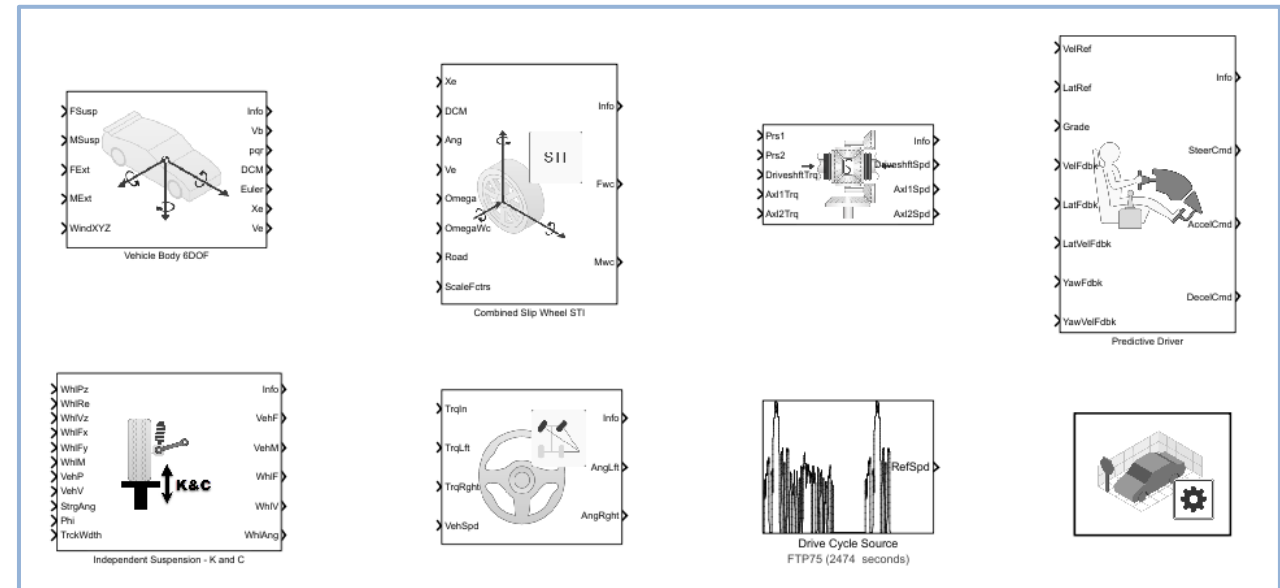 FSusp
MSusp
FExt
MExt
WindXYZ
Info
Vb
pqr
DCM
Euler
Xe
Ve
Vehicle Body 6DOF
Xe
DCM
Ang
Ve
Omega
OmegaWc
Road
ScaleFctrs
STI
Info
Fwc
Mwc
Combined Slip Wheel STI
Prs1
Prs2
DriveshftTrq
Axl1Trq
Axl2Trq
Info
DriveshftSpd
Axl1Spd
Axl2Spd
VelRef
LatRef
Grade
VelFdbk
LatFdbk
LatVelFdbk
YawFdbk
YawVelFdbk
Info
SteerCmd
AccelCmd
DecelCmd
Predictive Driver
WhlPz
WhlRe
WhlVz
WhlFx
WhlFy
WhlM
VehP
VehV
StrgAng
Phi
TrckWdth
K&C
Info
VehF
VehM
WhlF
WhlV
WhlAng
Independent Suspension - K and C
TrqIn
TrqLft
TrqRght
VehSpd
Info
AngLft
AngRght
RefSpd
Drive Cycle Source
FTP75 (2474 seconds)